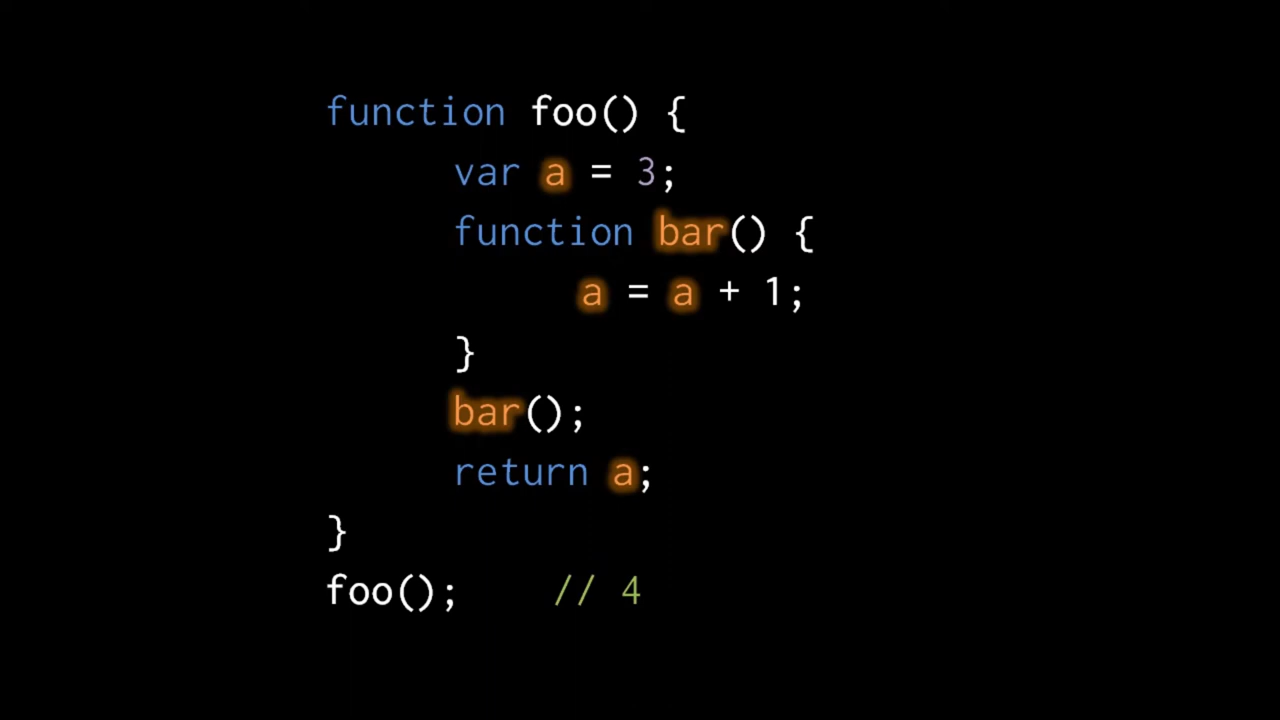 function foo() {
var a = 3;
function bar() {
a = a + 1;
}
bar();
return a;
}
foo(); // 4